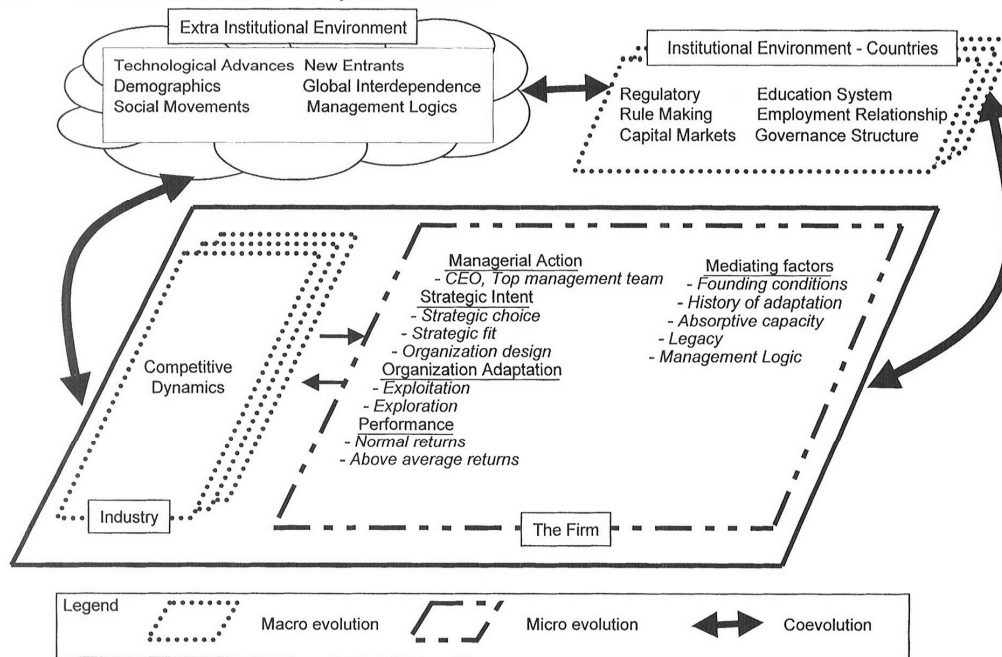 Extra Institutional Environment
Technological Advances New Entrants
Demographics Global Interdependence
Social Movements Management Logics
Institutional Environment - Countries
Regulatory Education System
Rule Making Employment Relationship
Capital Markets Governance Structure
Competitive
Dynamics
Industry
Managerial Action
- CEO, Top management team
Strategic Intent
- Strategic choice
- Strategic fit
- Organization design
Organization Adaptation
- Exploitation
- Exploration
Performance
- Normal returns
- Above average returns
Mediating factors
- Founding conditions
- History of adaptation
- Absorptive capacity
- Legacy
- Management Logic
The Firm
Legend
Macro evolution
Micro evolution
Coevolution